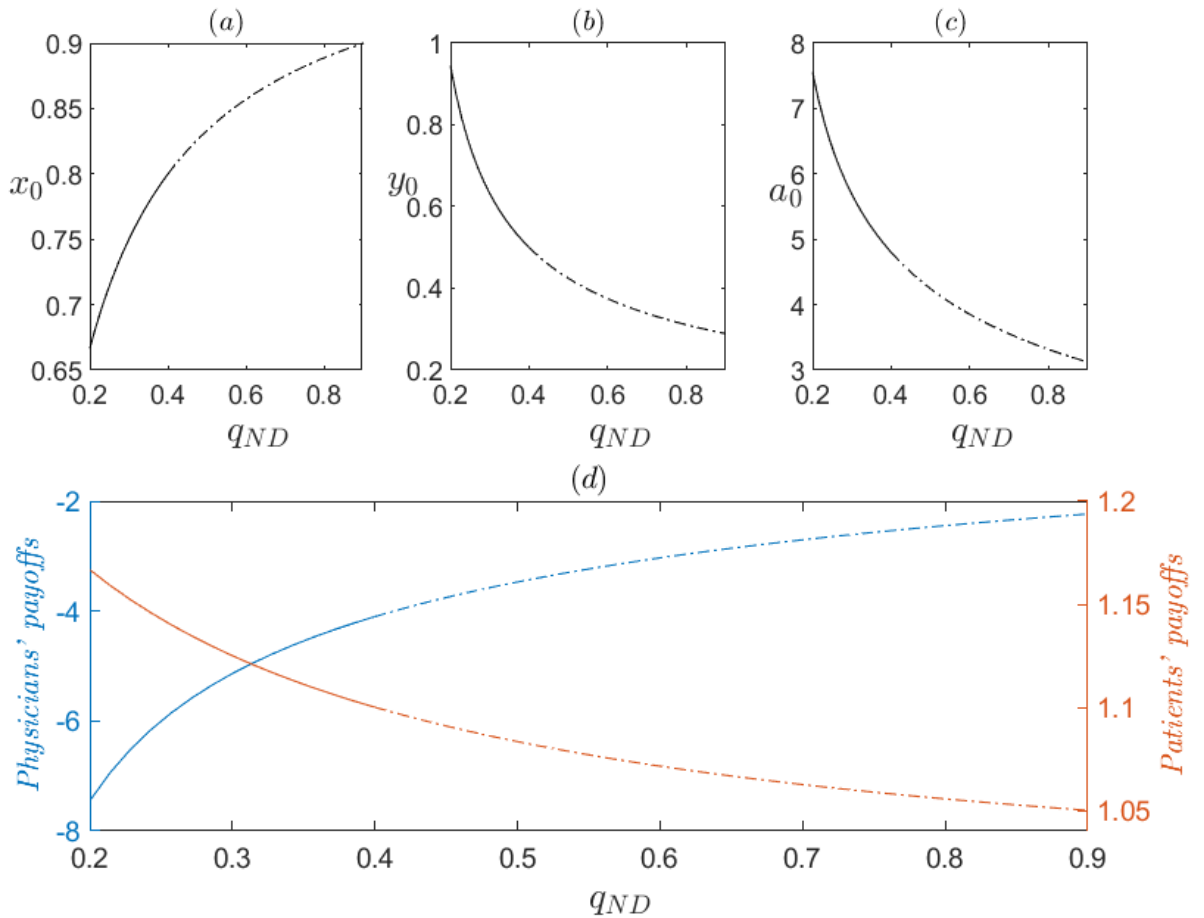 (a)
0.9
0.85
0.8
0.75
0.7
0.65
x0
0.2 0.4 0.6 0.8
qND
(b)
1
0.8
0.6
0.4
0.2
y0
0.2 0.4 0.6 0.8
qND
(c)
8
7
6
5
4
3
a0
0.2 0.4 0.6 0.8
qND
(d)
Physicians' payoffs
-2
-4
-6
-8
1.2
1.15
1.1
1.05
Patients' payoffs
0.2 0.3 0.4 0.5 0.6 0.7 0.8 0.9
qND